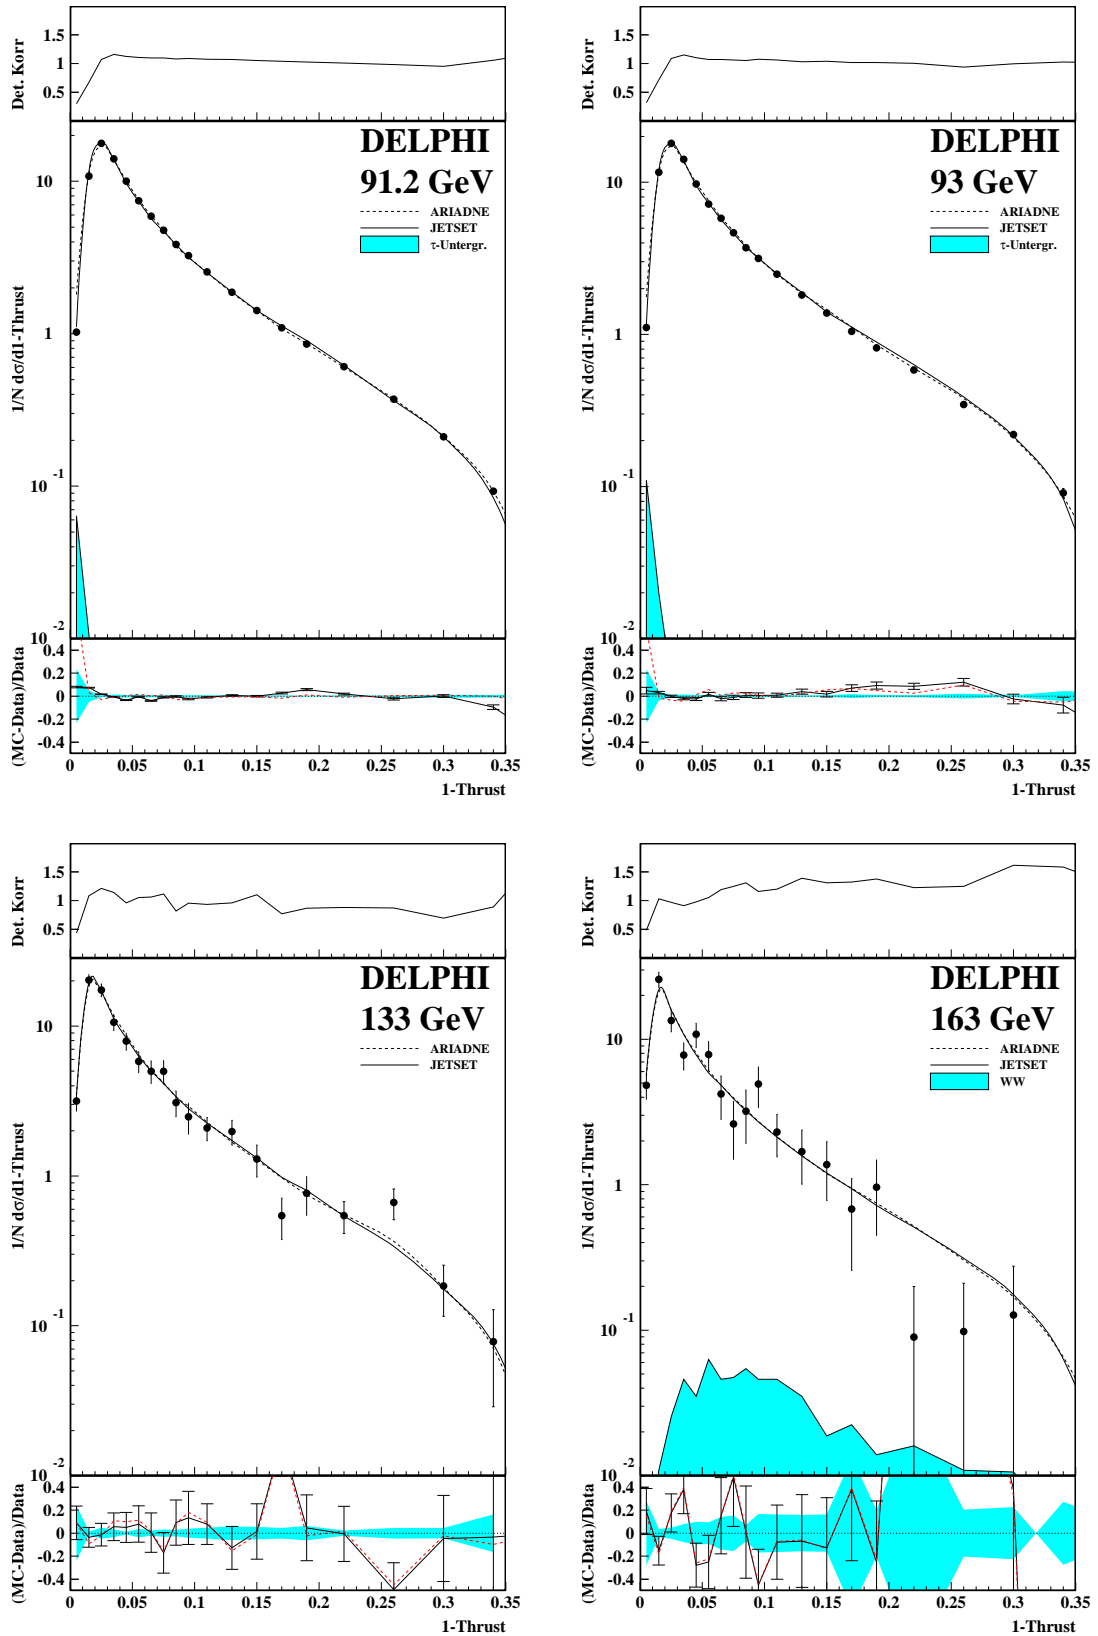 1.5
1
0.5
Det. Korr
DELPHI
91.2 GeV
ARIADNE
JETSET
τ-Untergr.
10
1
10 -1
10 -2
1/N dσ/d1-Thrust
0.4
0.2
0
-0.2
-0.4
(MC-Data)/Data
0 0.05 0.1 0.15 0.2 0.25 0.3 0.35
1-Thrust
1.5
1
0.5
Det. Korr
DELPHI
93 GeV
ARIADNE
JETSET
τ-Untergr.
10
1
10 -1
10 -2
1/N dσ/d1-Thrust
0.4
0.2
0
-0.2
-0.4
(MC-Data)/Data
0 0.05 0.1 0.15 0.2 0.25 0.3 0.35
1-Thrust
1.5
1
0.5
Det. Korr
DELPHI
133 GeV
ARIADNE
JETSET
10
1
10 -1
10 -2
1/N dσ/d1-Thrust
0.4
0.2
0
-0.2
-0.4
(MC-Data)/Data
0 0.05 0.1 0.15 0.2 0.25 0.3 0.35
1-Thrust
1.5
1
0.5
Det. Korr
DELPHI
163 GeV
ARIADNE
JETSET
WW
10
1
10 -1
10 -2
1/N dσ/d1-Thrust
0.4
0.2
0
-0.2
-0.4
(MC-Data)/Data
0 0.05 0.1 0.15 0.2 0.25 0.3 0.35
1-Thrust